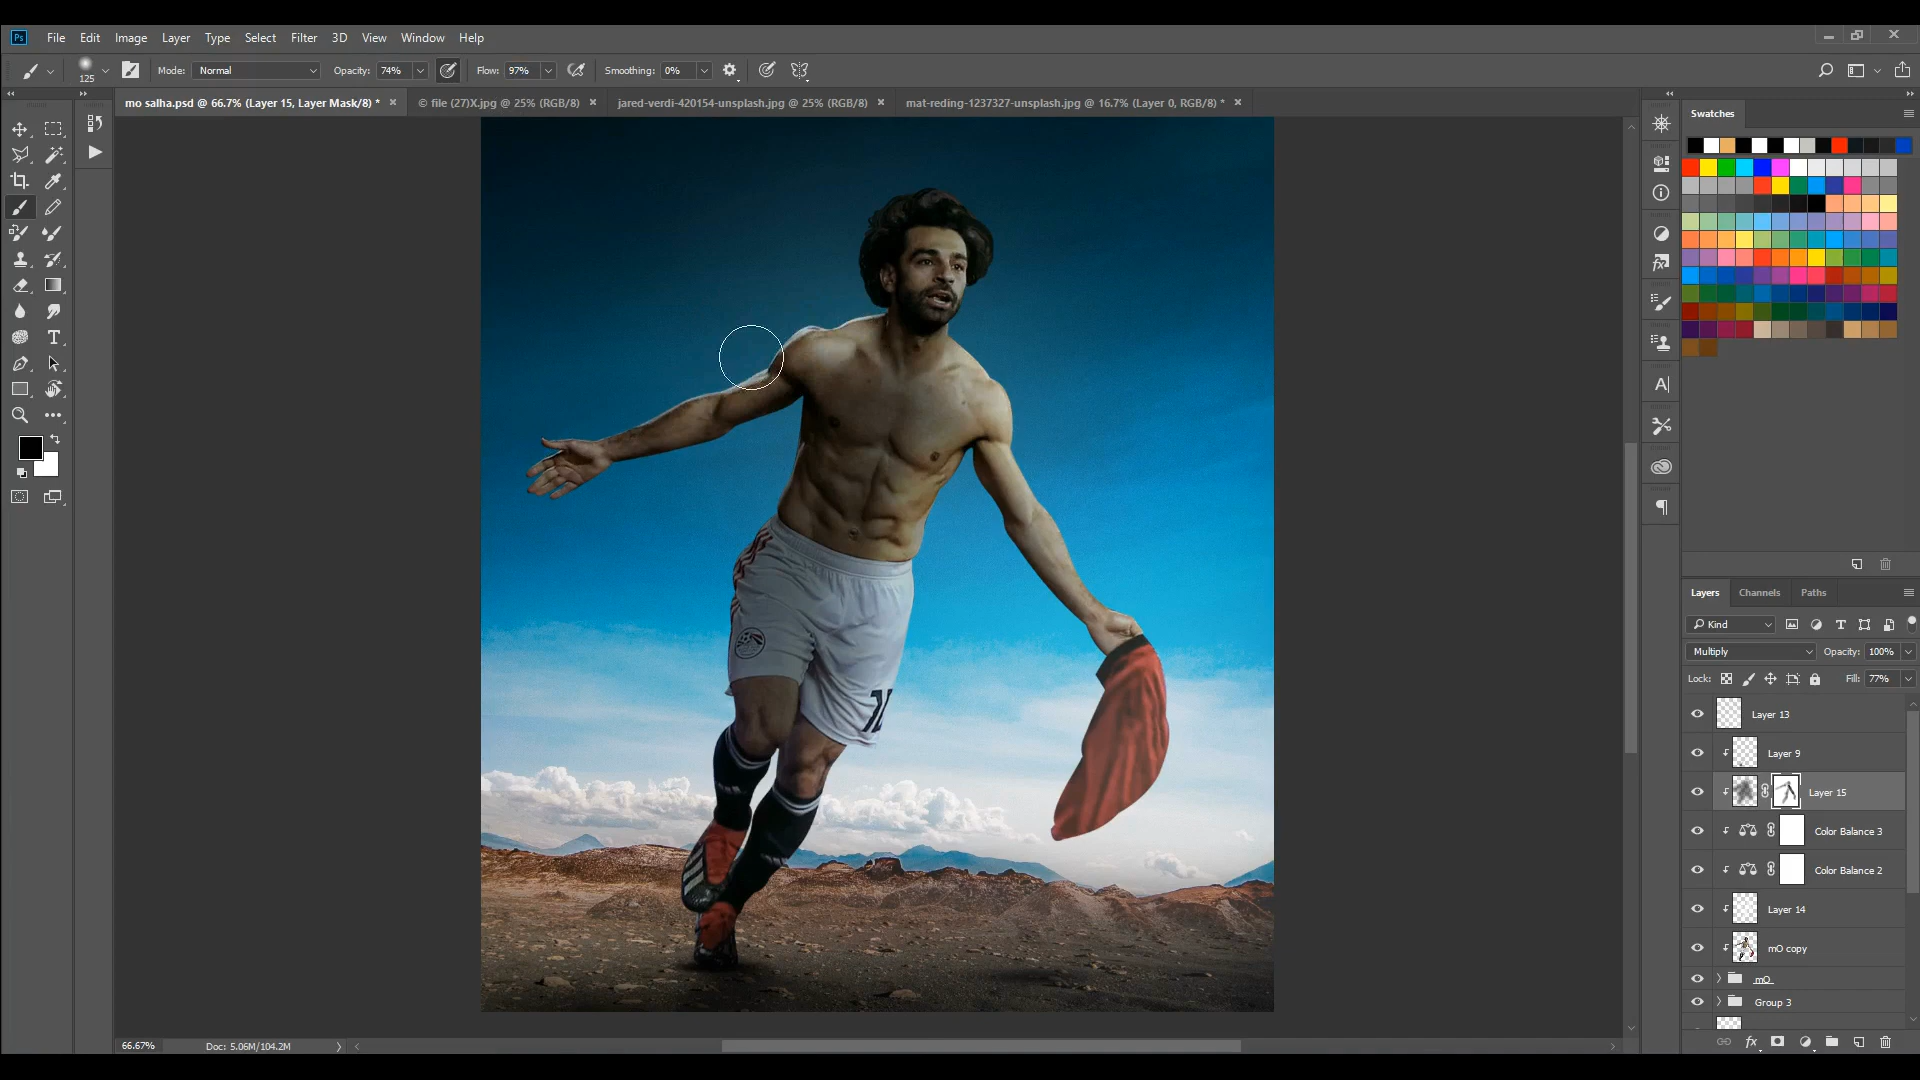 Ps File Edit Image Layer Type Select Filter 3D View Window Help
125 Mode: Normal Opacity: 74% Flow: 97% Smoothing: 0%
mo salha.psd @ 66.7% (Layer 15, Layer Mask/8) * × © file (27)X.jpg @ 25% (RGB/8) × jared-verdi-420154-unsplash.jpg @ 25% (RGB/8) × mat-reding-1237327-unsplash.jpg @ 16.7% (Layer 0, RGB/8) * ×
Swatches
Layers Channels Paths
Kind
Multiply Opacity: 100%
Lock: Fill: 77%
Layer 13
Layer 9
Layer 15
Color Balance 3
Color Balance 2
Layer 14
mO copy
mO
Group 3
10
66.67% Doc: 5.06M/104.2M